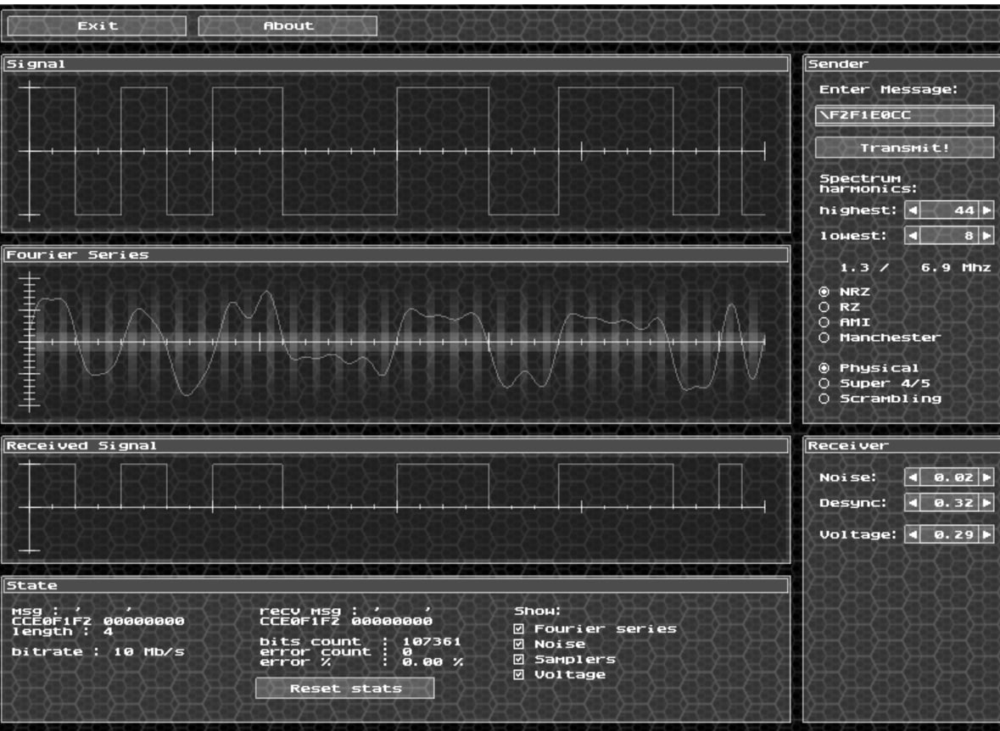 Exit About
Signal
Fourier Series
Received Signal
State
msg : ' '
CCE0F1F2 00000000
length : 4
bitrate : 10 Mb/s
recv msg : ' '
CCE0F1F2 00000000
bits count : 107361
error count : 0
error % : 0.00 %
Reset stats
Show:
Fourier series
Noise
Samplers
Voltage
Sender
Enter Message:
\F2F1E0CC
Transmit!
Spectrum
harmonics:
highest: 44
lowest: 8
1.3 / 6.9 Mhz
NRZ
RZ
AMI
Manchester
Physical
Super 4/5
Scrambling
Receiver
Noise: 0.02
Desync: 0.32
Voltage: 0.29